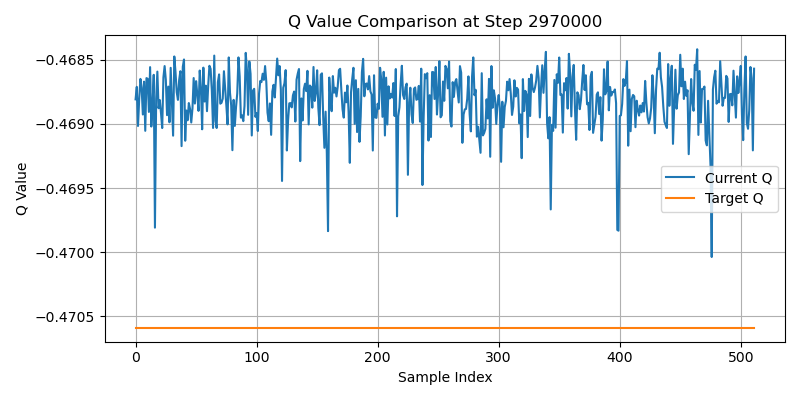 Q Value Comparison at Step 2970000
Q Value
−0.4685
−0.4690
−0.4695
−0.4700
−0.4705
Current Q
Target Q
0 100 200 300 400 500
Sample Index